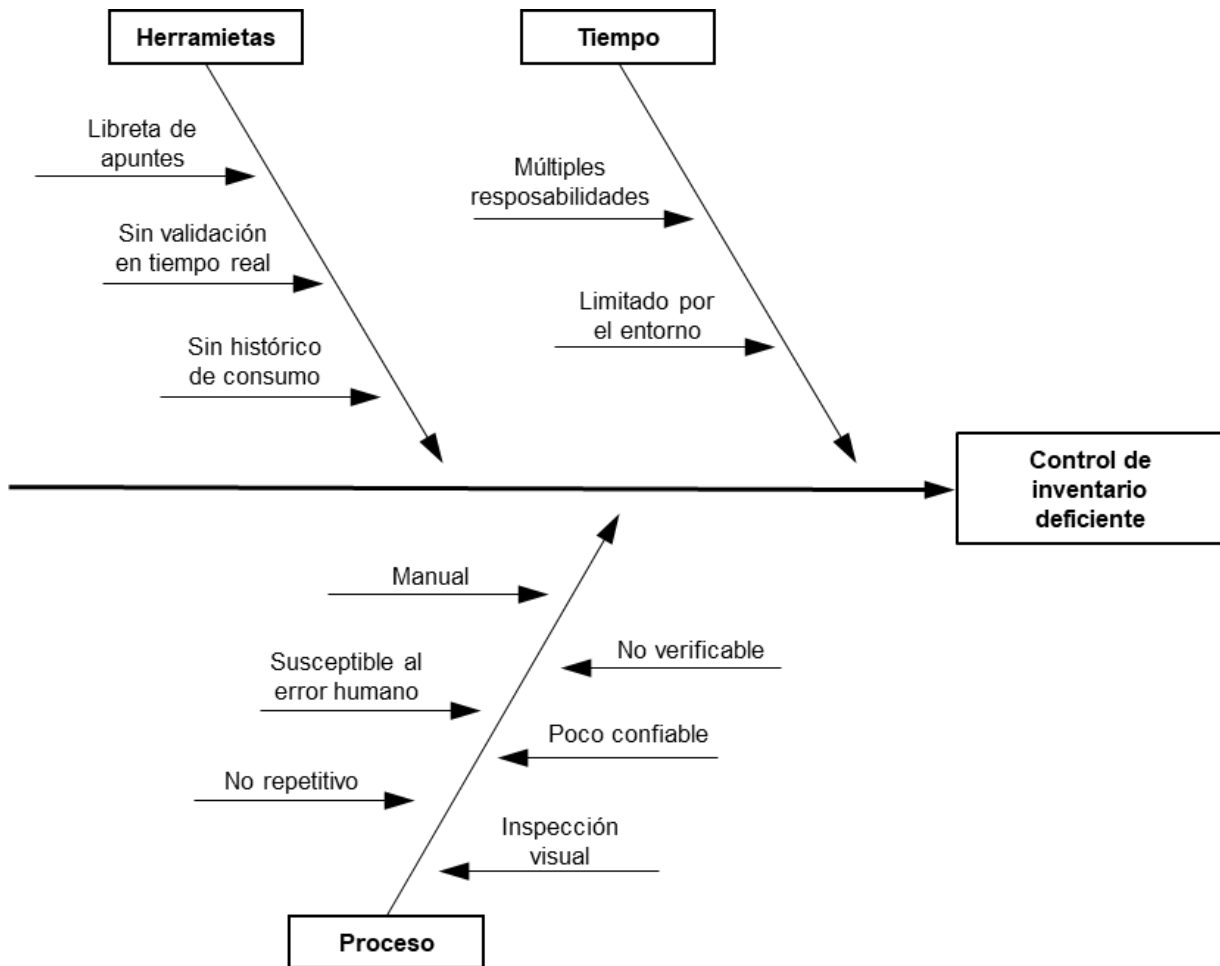 Herramietas
Tiempo
Libreta de
apuntes
Sin validación
en tiempo real
Sin histórico
de consumo
Múltiples
resposabilidades
Limitado por
el entorno
Control de
inventario
deficiente
Manual
Susceptible al
error humano
No repetitivo
No verificable
Poco confiable
Inspección
visual
Proceso